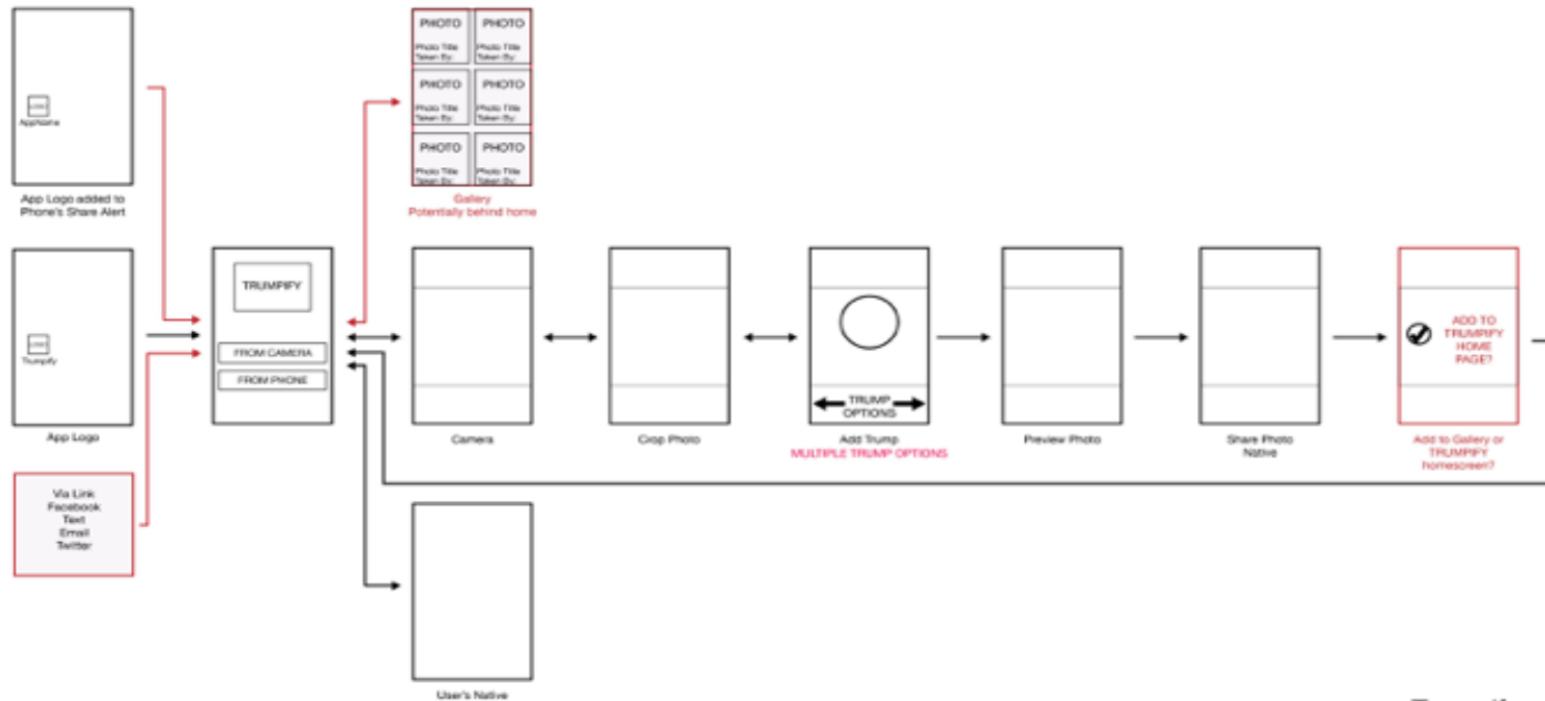 PHOTO PHOTO
Photo Title Photo Title
Taken By: Taken By:
PHOTO PHOTO
Photo Title Photo Title
Taken By: Taken By:
PHOTO PHOTO
Photo Title Photo Title
Taken By: Taken By:
Gallery
Potentially behind home
LOGO
AppName
App Logo added to
Phone's Share Alert
LOGO
Trumpify
App Logo
Via Link
Facebook
Text
Email
Twitter
TRUMPIFY
FROM CAMERA
FROM PHONE
Camera
Crop Photo
TRUMP
OPTIONS
Add Trump
MULTIPLE TRUMP OPTIONS
Preview Photo
Share Photo
Native
ADD TO
TRUMPIFY
HOME
PAGE?
Add to Gallery or
TRUMPIFY
homescreen?
User's Native